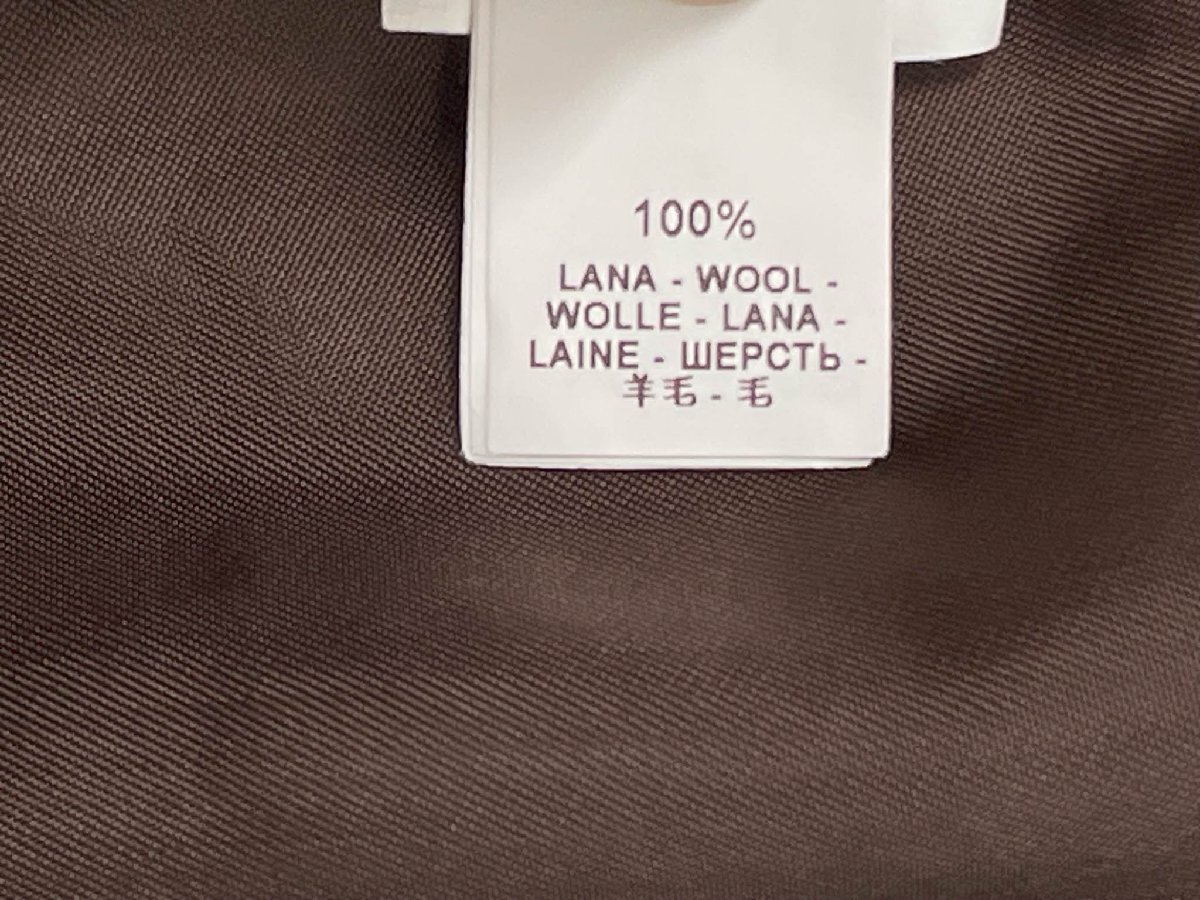 100%
LANA - WOOL -
WOLLE - LANA -
LAINE - ШЕРСТЬ -
羊毛 - 毛